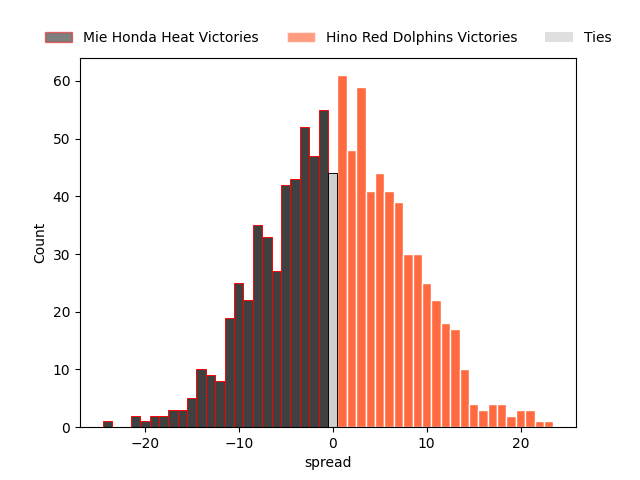 Mie Honda Heat Victories
Hino Red Dolphins Victories
Ties
Count
60
50
40
30
20
10
0
−20
−10
0
10
20
spread